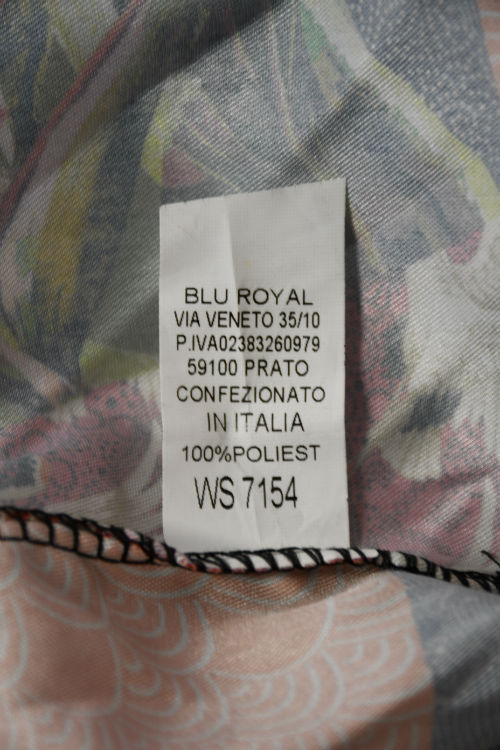 BLU ROYAL
VIA VENETO 35/10
P.IVA02383260979
59100 PRATO
CONFEZIONATO
IN ITALIA
100%POLIEST
WS 7154